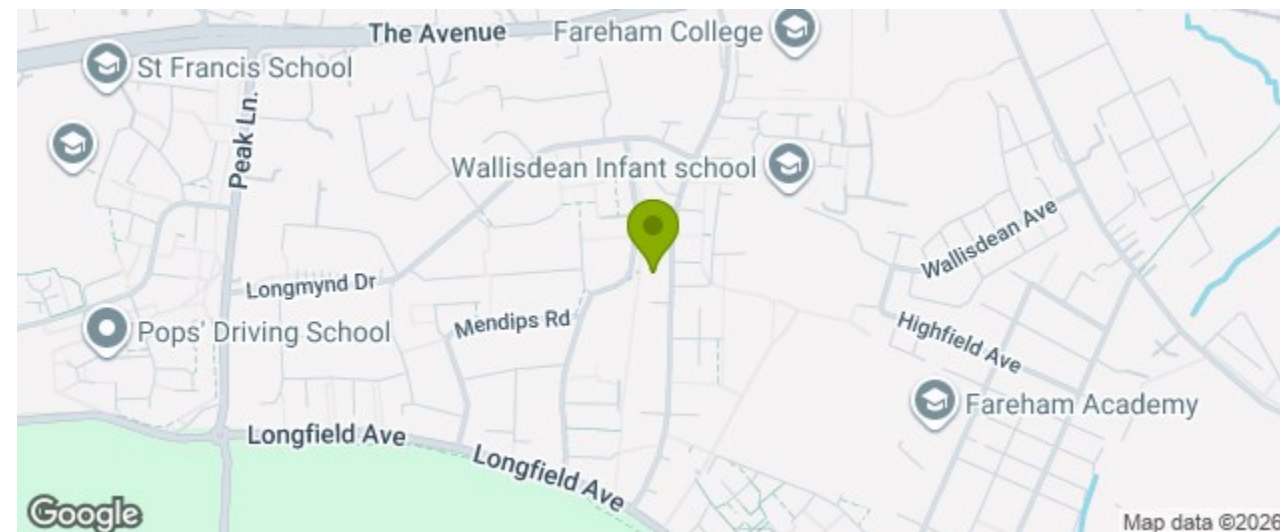 The Avenue
Fareham College
St Francis School
Peak Ln.
Wallisdean Infant school
Wallisdean Ave
Longmynd Dr
Mendips Rd
Pops' Driving School
Highfield Ave
Fareham Academy
Longfield Ave
Longfield Ave
Google
Map data ©2026